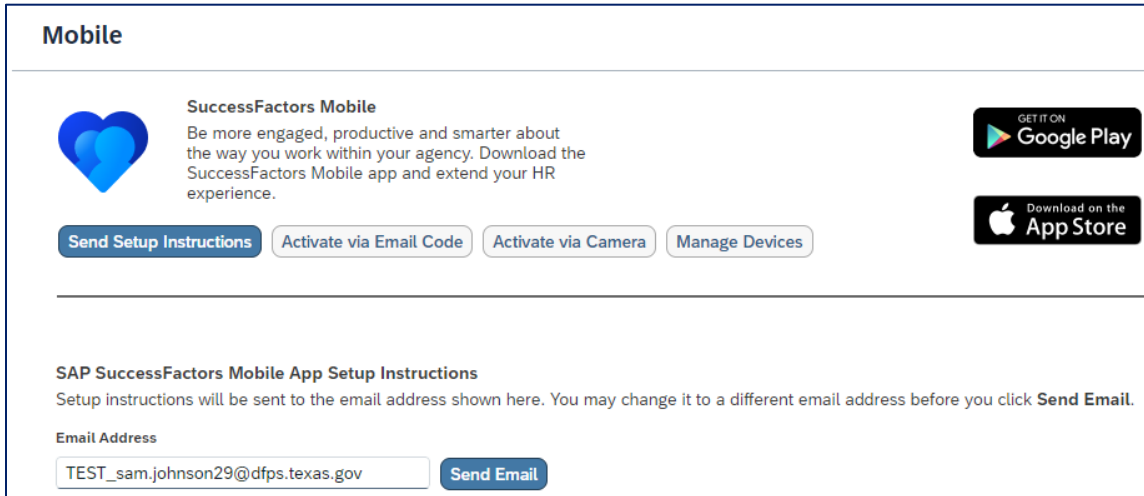 Mobile
SuccessFactors Mobile
Be more engaged, productive and smarter about
the way you work within your agency. Download the
SuccessFactors Mobile app and extend your HR
experience.
GET IT ON
Google Play
Download on the
App Store
Send Setup Instructions Activate via Email Code Activate via Camera Manage Devices
SAP SuccessFactors Mobile App Setup Instructions
Setup instructions will be sent to the email address shown here. You may change it to a different email address before you click Send Email.
Email Address
TEST_sam.johnson29@dfps.texas.gov Send Email